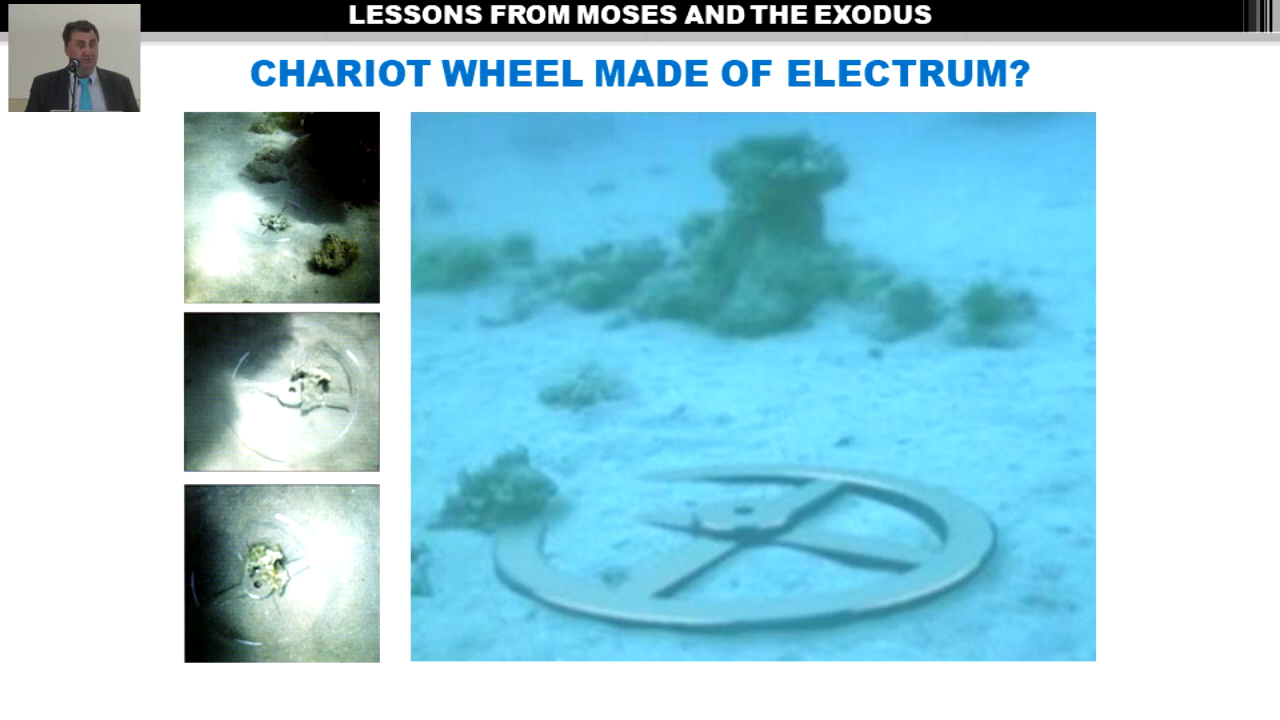 LESSONS FROM MOSES AND THE EXODUS
CHARIOT WHEEL MADE OF ELECTRUM?